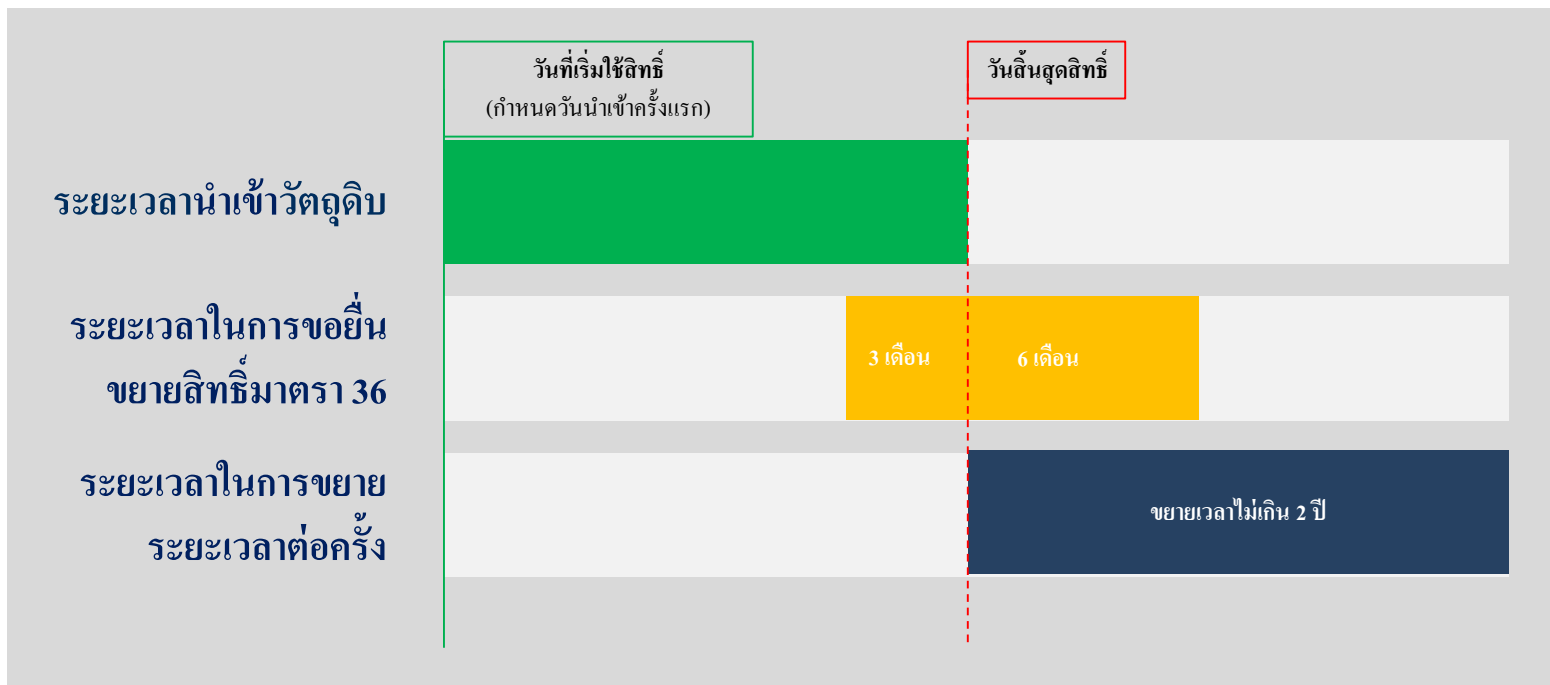 วันที่เริ่มใช้สิทธิ์
(กำหนดวันนำเข้าครั้งแรก)
วันสิ้นสุดสิทธิ์
ระยะเวลานำเข้าวัตถุดิบ
ระยะเวลาในการขอยื่น
ขยายสิทธิ์มาตรา 36
3 เดือน
6 เดือน
ระยะเวลาในการขยาย
ระยะเวลาต่อครั้ง
ขยายเวลาไม่เกิน 2 ปี